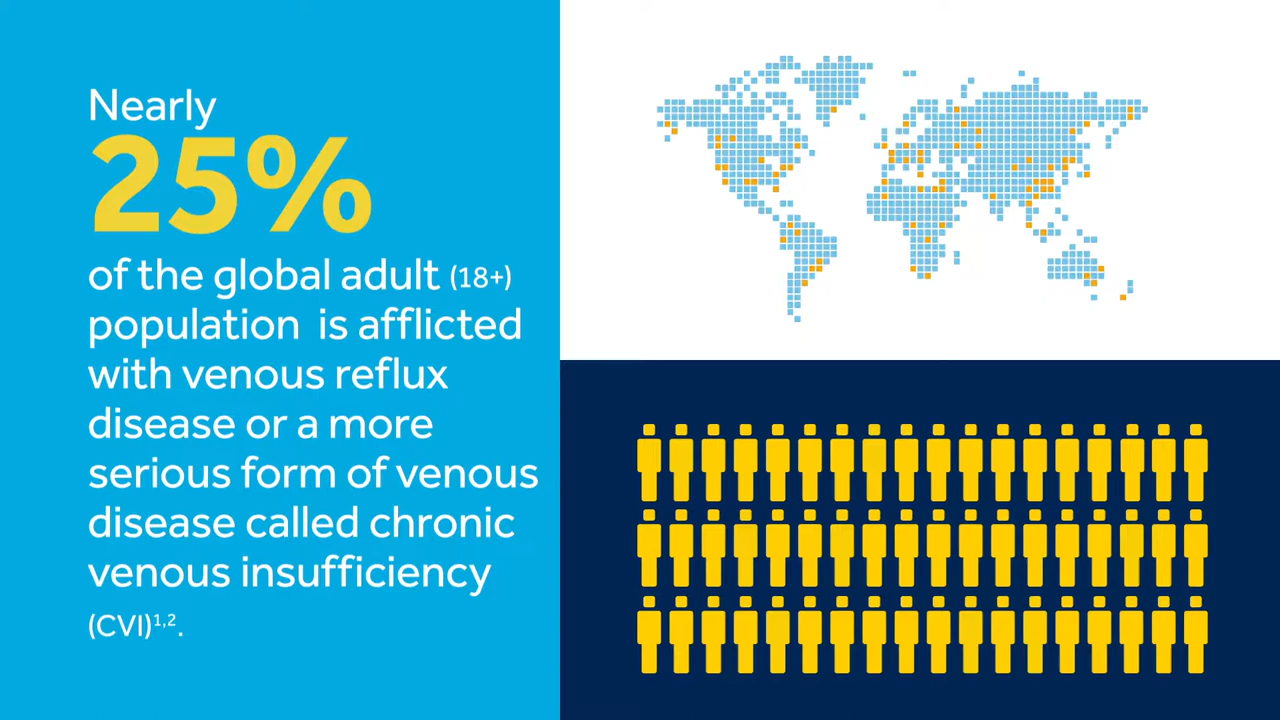 Nearly
25%
of the global adult (18+)
population is afflicted
with venous reflux
disease or a more
serious form of venous
disease called chronic
venous insufficiency
(CVI)1,2.